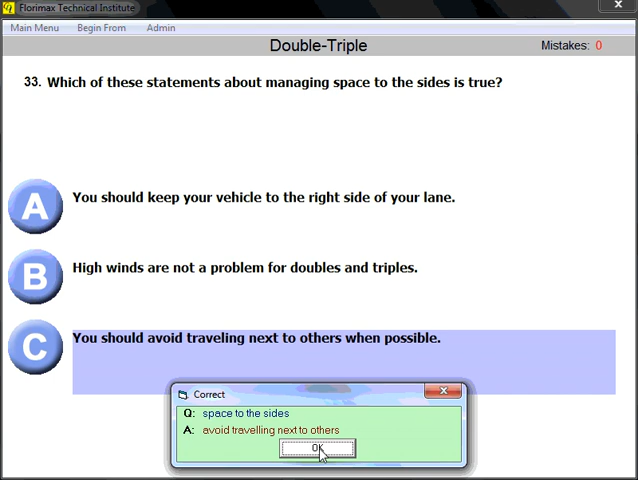 Florimax Technical Institute
Main Menu Begin From Admin
Double-Triple
Mistakes: 0
33. Which of these statements about managing space to the sides is true?
A You should keep your vehicle to the right side of your lane.
B High winds are not a problem for doubles and triples.
C You should avoid traveling next to others when possible.
Correct
Q: space to the sides
A: avoid travelling next to others
OK